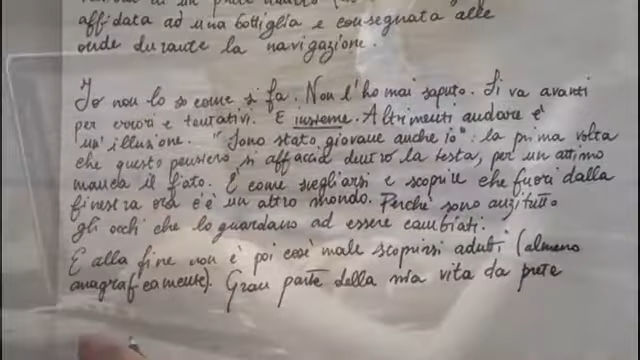 affidata ad una bottiglia e consegnata alle
onde durante la navigazione.
Io non lo so come si fa. Non l'ho mai saputo. Si va avanti
per errori e tentativi. E insieme. Altrimenti andare è
un'illusione. "Sono stato giovane anche io": la prima volta
che questo pensiero si affaccia dentro la testa, per un attimo
manca il fiato. È come svegliarsi e scoprire che fuori dalla
finestra ora c'è un altro mondo. Perché sono anzitutto
gli occhi che lo guardano ad essere cambiati.
E alla fine non è poi così male scoprirsi adulti (almeno
anagraficamente). Gran parte della mia vita da prete